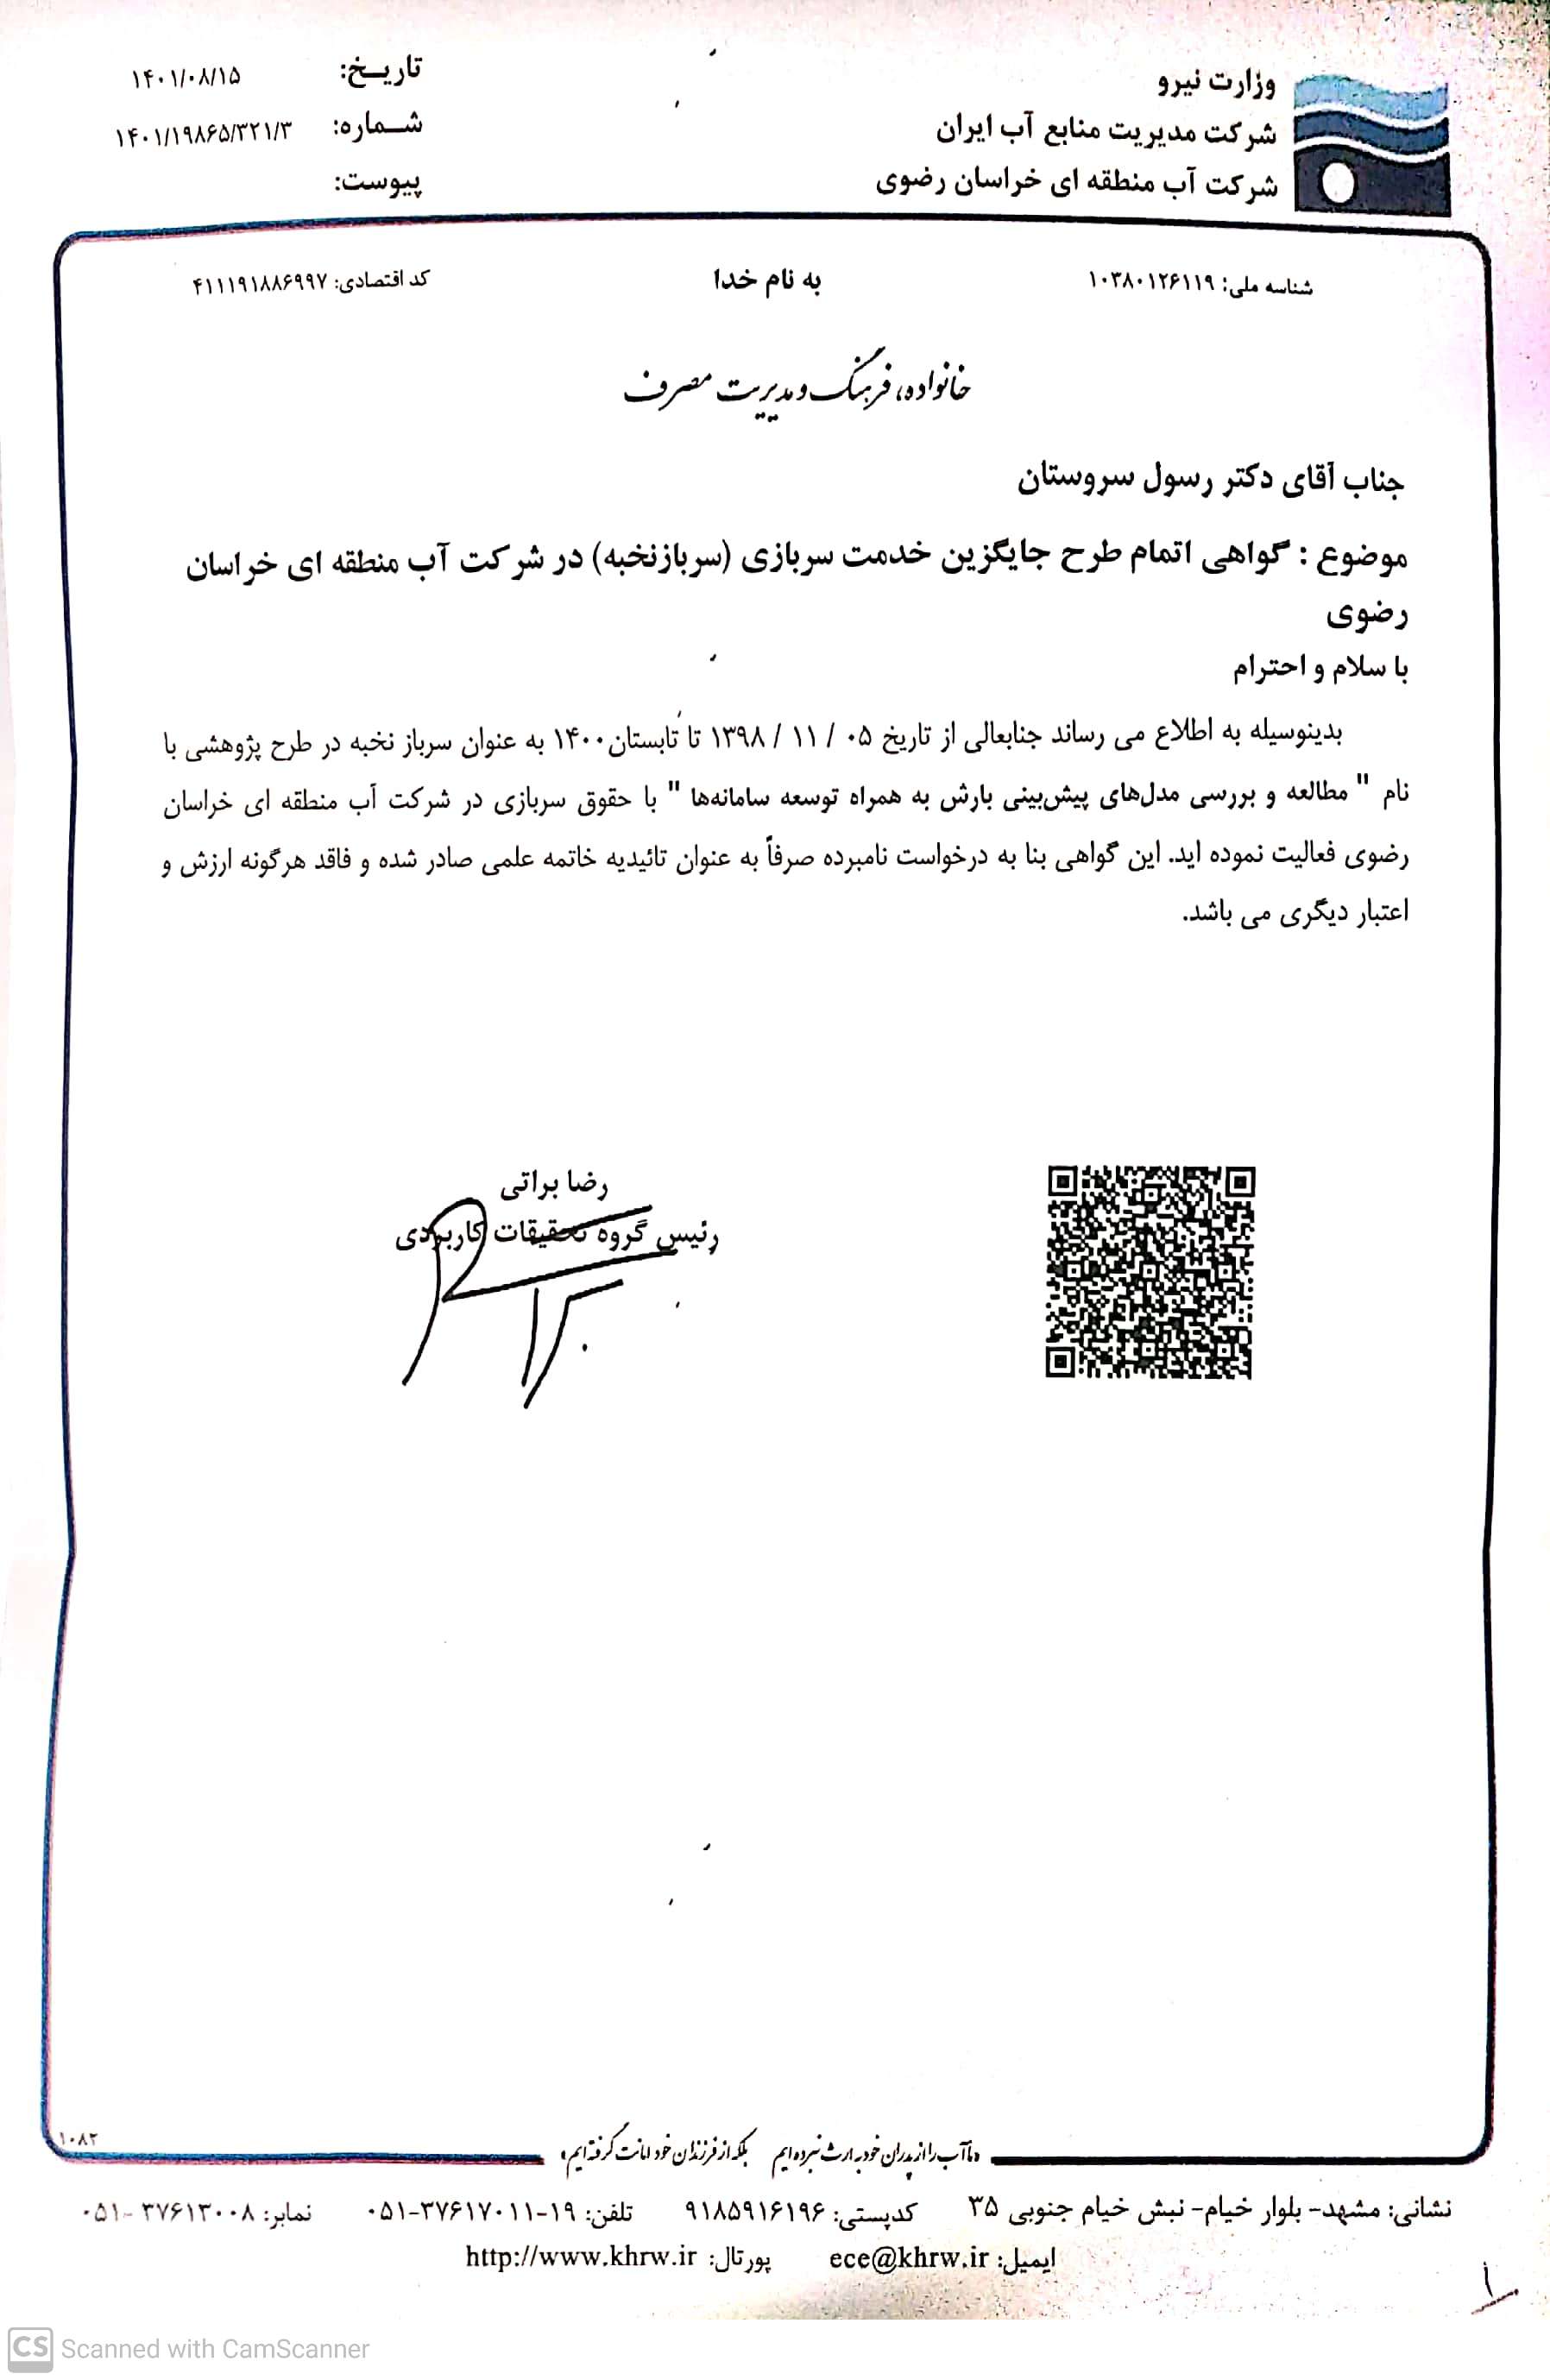 وزارت نیرو
شرکت مدیریت منابع آب ایران
شرکت آب منطقه ای خراسان رضوی
تاریـخ: ۱۴۰۱/۰۸/۱۵
شـــماره: ۱۴۰۱/۱۹۸۶۵/۳۲۱/۳
پیوست:
شناسه ملی: ۱۰۳۸۰۱۲۶۱۱۹
به نام خدا
کد اقتصادی: ۴۱۱۱۹۱۸۸۶۹۹۷
خانواده، فرهنگ و مدیریت مصرف
جناب آقای دکتر رسول سروستان
موضوع : گواهی اتمام طرح جایگزین خدمت سربازی (سربازنخبه) در شرکت آب منطقه ای خراسان
رضوی
با سلام و احترام
بدینوسیله به اطلاع می رساند جنابعالی از تاریخ ۰۵ / ۱۱ / ۱۳۹۸ تا تابستان۱۴۰۰ به عنوان سرباز نخبه در طرح پژوهشی با
نام " مطالعه و بررسی مدل‌های پیش‌بینی بارش به همراه توسعه سامانه‌ها " با حقوق سربازی در شرکت آب منطقه ای خراسان
رضوی فعالیت نموده اید. این گواهی بنا به درخواست نامبرده صرفاً به عنوان تائیدیه خاتمه علمی صادر شده و فاقد هرگونه ارزش و
اعتبار دیگری می باشد.
رضا براتی
رئیس گروه تحقیقات کاربردی
۱۰۸۲
«ما آب را از پدران خود به ارث نبرده ایم بلکه از فرزندان خود امانت گرفته ایم»
نشانی: مشهد- بلوار خیام- نبش خیام جنوبی ۳۵ کدپستی: ۹۱۸۵۹۱۶۱۹۶ تلفن: ۱۹-۳۷۶۱۷۰۱۱-۰۵۱ نمابر: ۳۷۶۱۳۰۰۸ -۰۵۱
ایمیل: ece@khrw.ir پورتال: http://www.khrw.ir
CS Scanned with CamScanner